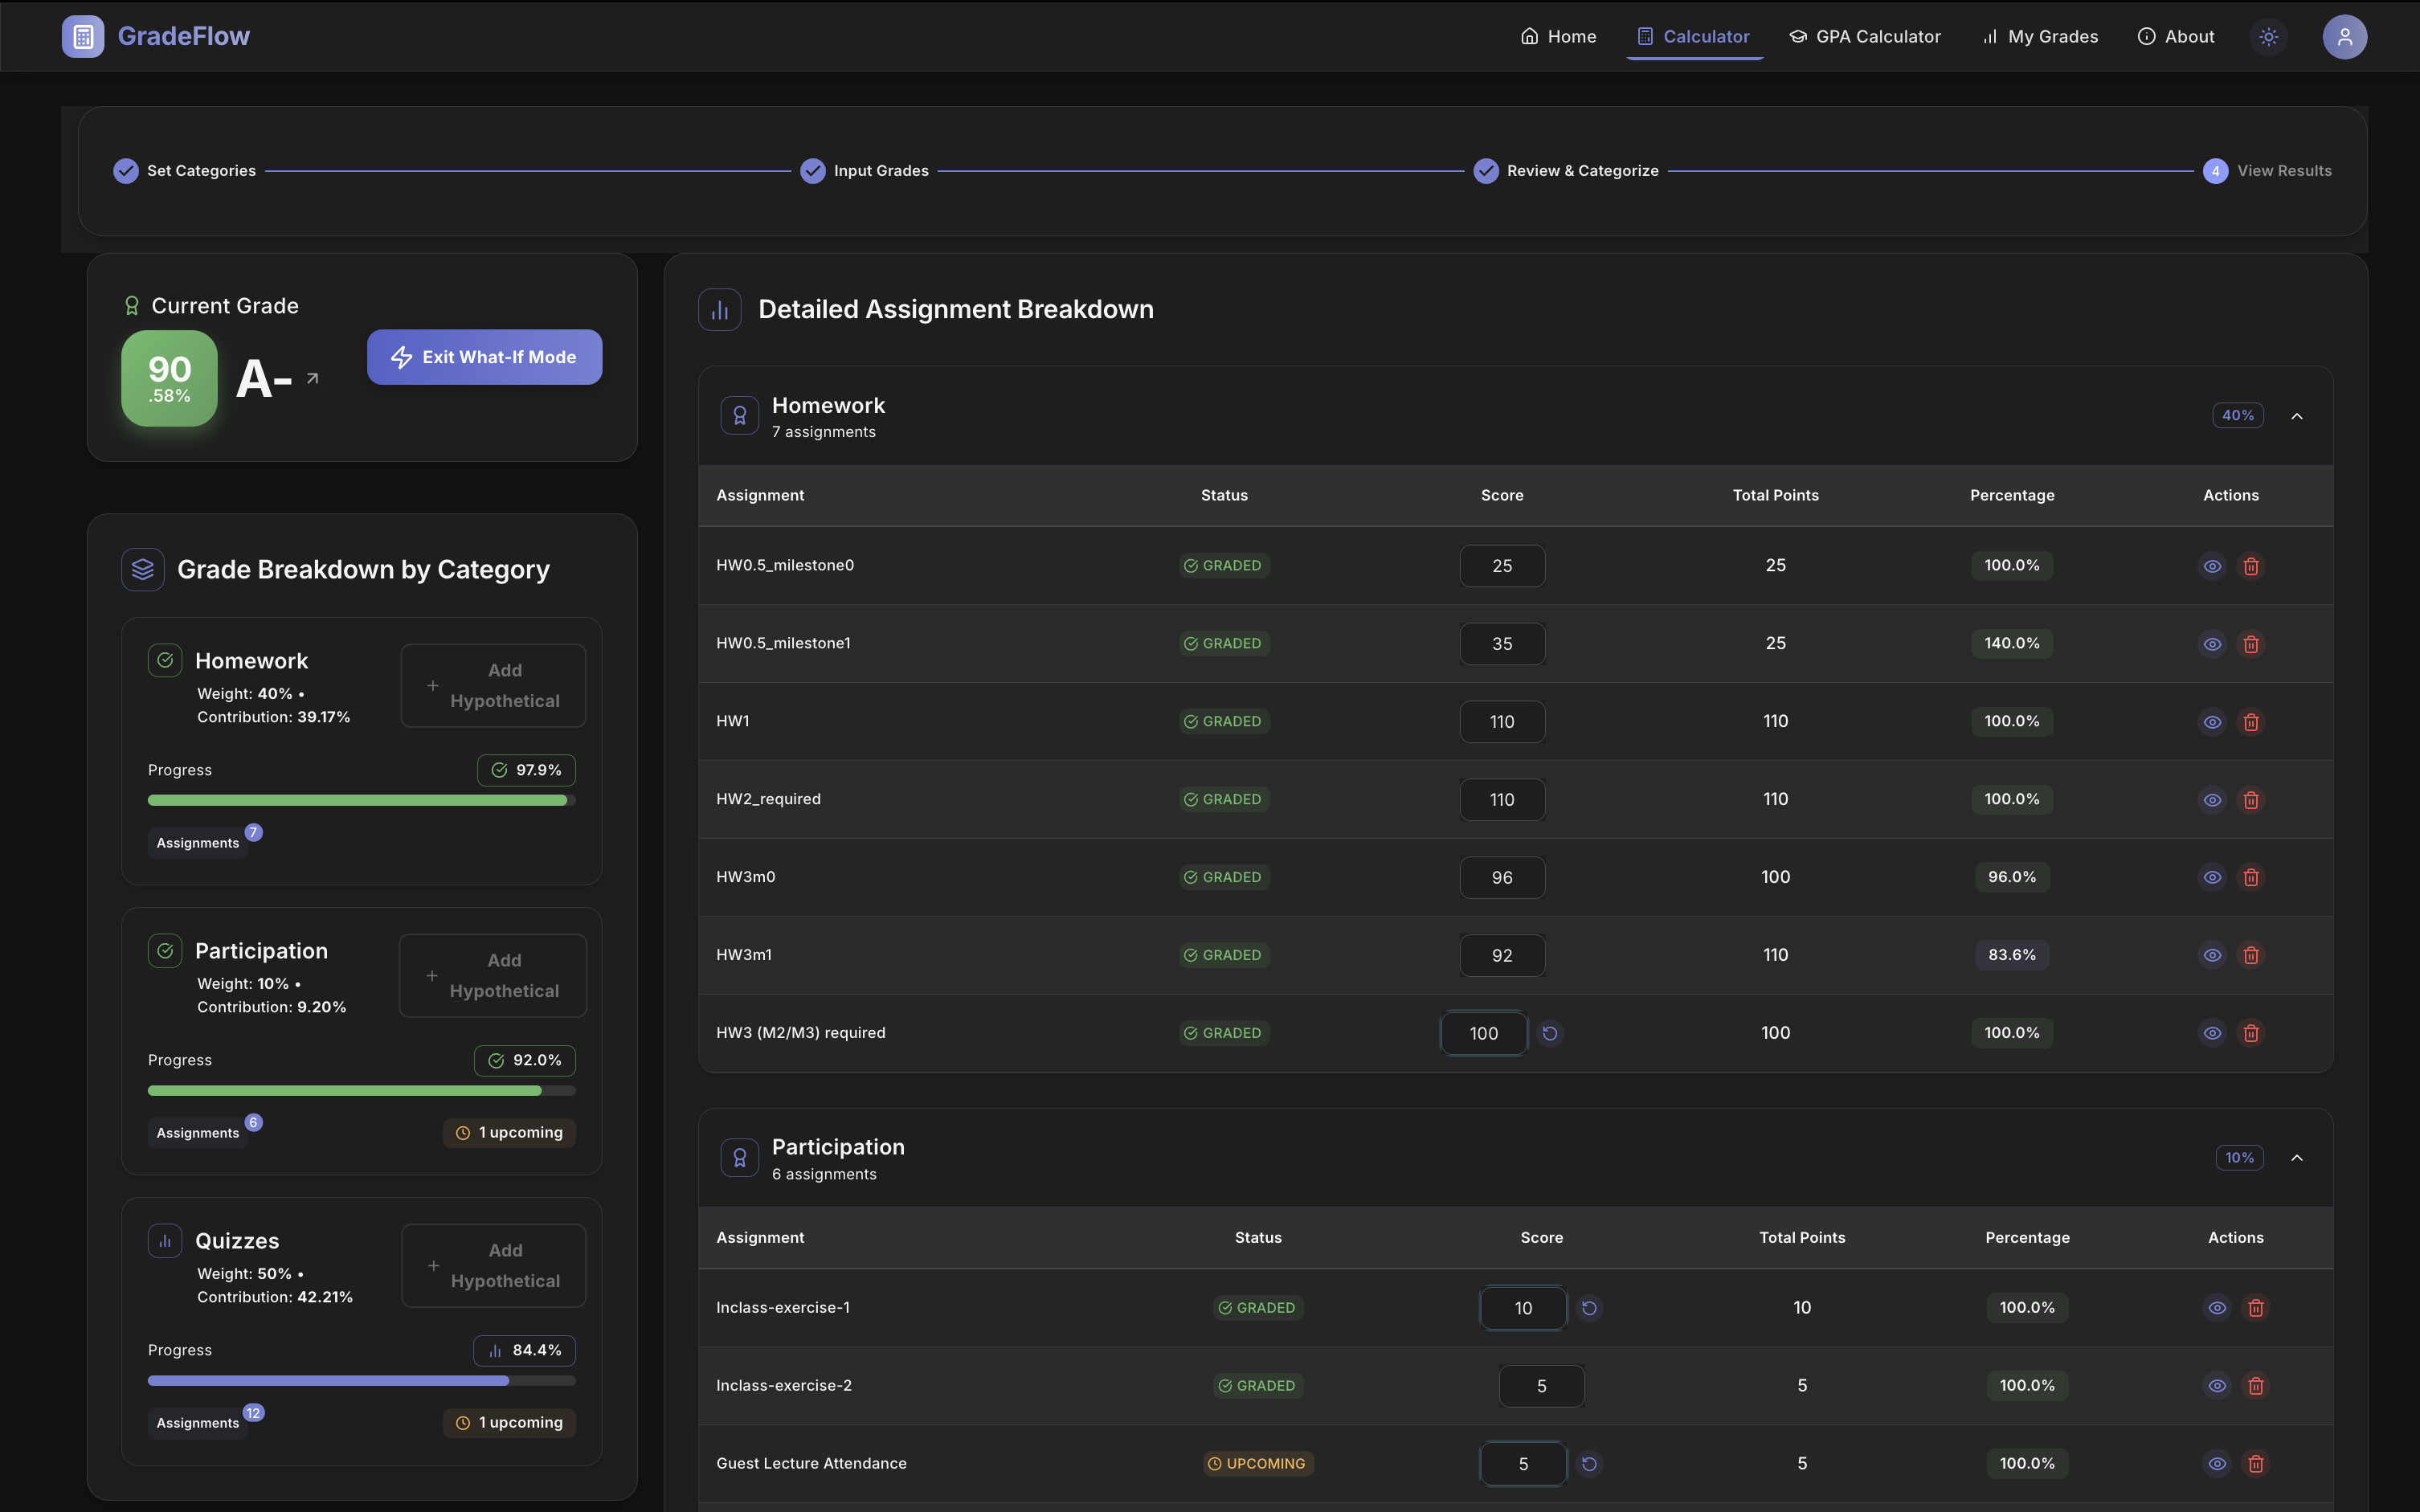 GradeFlow
Home
Calculator
GPA Calculator
My Grades
About
Set Categories
Input Grades
Review & Categorize
4
View Results
Current Grade
90
.58%
A-
Exit What-If Mode
Grade Breakdown by Category
Homework
Weight: 40% •
Contribution: 39.17%
Add
Hypothetical
Progress
97.9%
Assignments
7
Participation
Weight: 10% •
Contribution: 9.20%
Add
Hypothetical
Progress
92.0%
Assignments
6
1 upcoming
Quizzes
Weight: 50% •
Contribution: 42.21%
Add
Hypothetical
Progress
84.4%
Assignments
12
1 upcoming
Detailed Assignment Breakdown
Homework
7 assignments
40%
Assignment Status Score Total Points Percentage Actions
HW0.5_milestone0 GRADED 25 25 100.0%
HW0.5_milestone1 GRADED 35 25 140.0%
HW1 GRADED 110 110 100.0%
HW2_required GRADED 110 110 100.0%
HW3m0 GRADED 96 100 96.0%
HW3m1 GRADED 92 110 83.6%
HW3 (M2/M3) required GRADED 100 100 100.0%
Participation
6 assignments
10%
Assignment Status Score Total Points Percentage Actions
Inclass-exercise-1 GRADED 10 10 100.0%
Inclass-exercise-2 GRADED 5 5 100.0%
Guest Lecture Attendance UPCOMING 5 5 100.0%